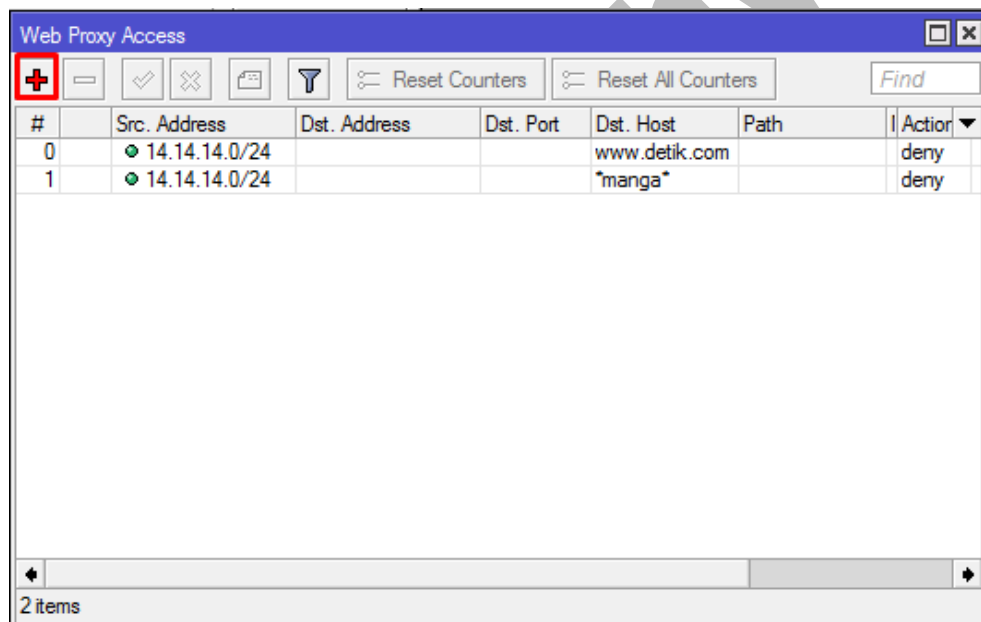 Web Proxy Access
Reset Counters Reset All Counters Find
# Src. Address Dst. Address Dst. Port Dst. Host Path Action
0 14.14.14.0/24 www.detik.com deny
1 14.14.14.0/24 *manga* deny
2 items